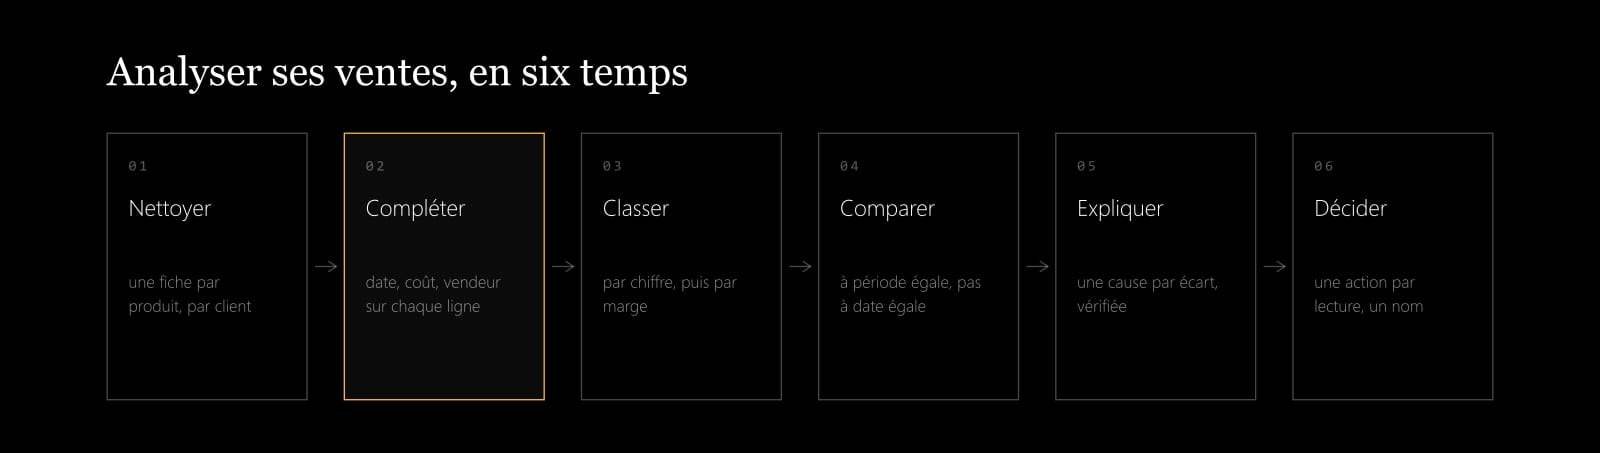 Analyser ses ventes, en six temps
01
Nettoyer
une fiche par
produit, par client
02
Compléter
date, coût, vendeur
sur chaque ligne
03
Classer
par chiffre, puis par
marge
04
Comparer
à période égale, pas
à date égale
05
Expliquer
une cause par écart,
vérifiée
06
Décider
une action par
lecture, un nom